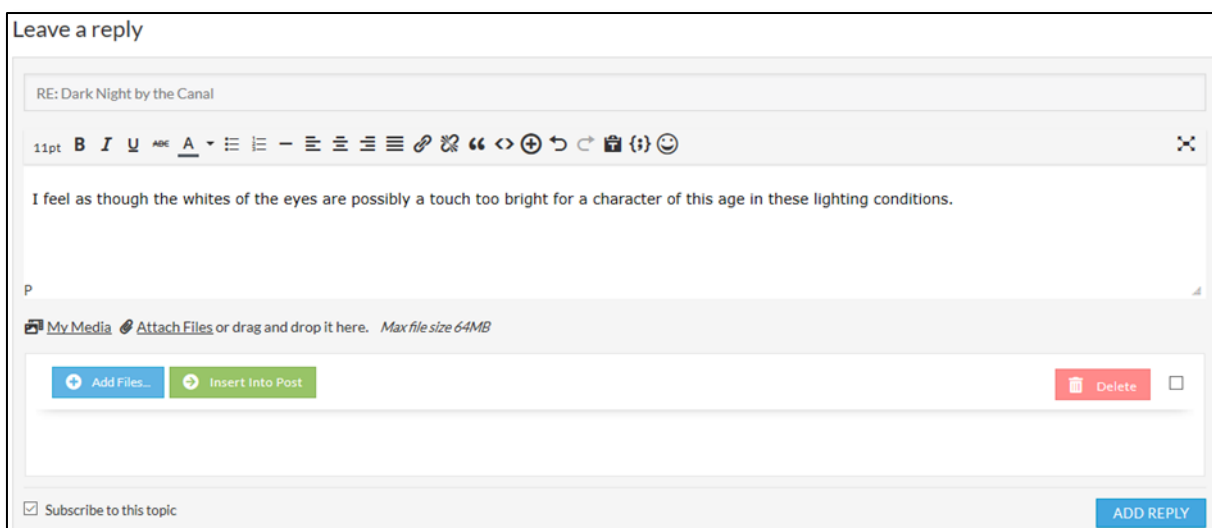 Leave a reply
RE: Dark Night by the Canal
11pt B I U ABC A
I feel as though the whites of the eyes are possibly a touch too bright for a character of this age in these lighting conditions.
P
My Media Attach Files or drag and drop it here. Max file size 64MB
Add Files... Insert Into Post Delete
Subscribe to this topic ADD REPLY